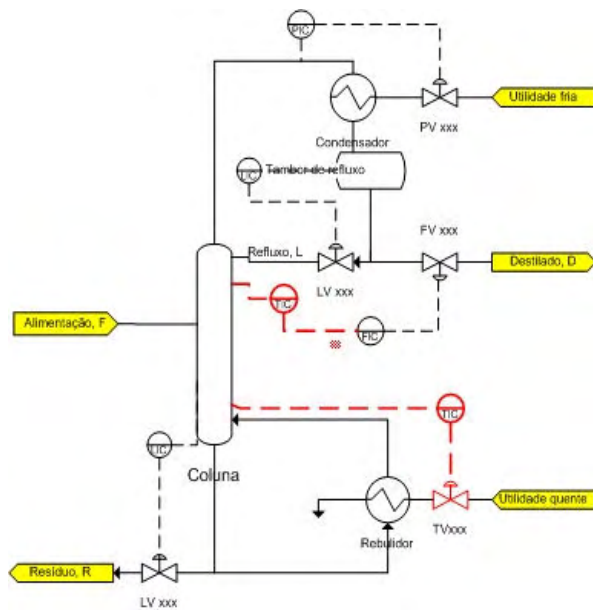 PIC
Utilidade fria
PV xxx
Condensador
LIC
Tambor de refluxo
FV xxx
Refluxo, L
Destilado, D
LV xxx
TIC
Alimentação, F
FIC
TIC
LIC
Coluna
Utilidade quente
TVxxx
Rebulidor
Resíduo, R
LV xxx